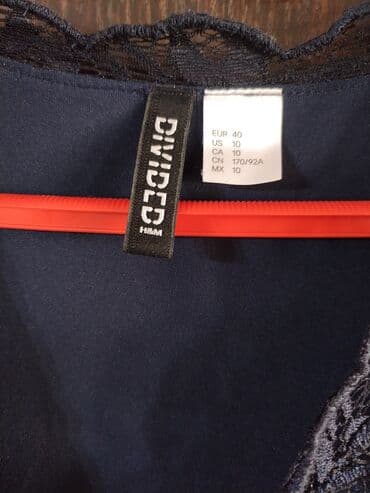 DIVIDED
H&M
EUR 40
US 10
CA 10
CN 170/92A
MX 10